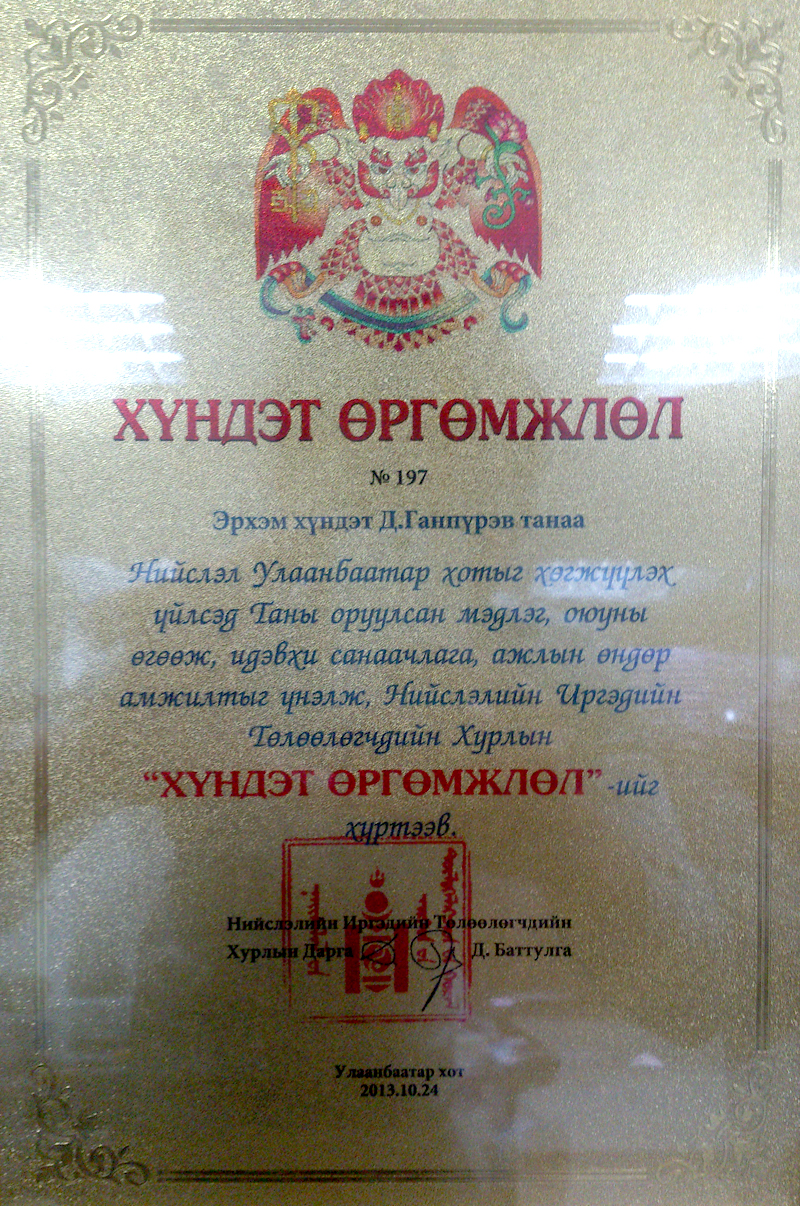 ХҮНДЭТ ӨРГӨМЖЛӨЛ
№ 197
Эрхэм хүндэт Д.Ганпүрэв танаа
Нийслэл Улаанбаатар хотыг хөгжүүлэх
үйлсэд Таны оруулсан мэдлэг, оюуны
өгөөж, идэвхи санаачлага, ажлын өндөр
амжилтыг үнэлж, Нийслэлийн Иргэдийн
Төлөөлөгчдийн Хурлын
“ХҮНДЭТ ӨРГӨМЖЛӨЛ”-ийг
хүртээв.
Нийслэлийн Иргэдийн Төлөөлөгчдийн
Хурлын Дарга Д. Баттулга
Улаанбаатар хот
2013.10.24